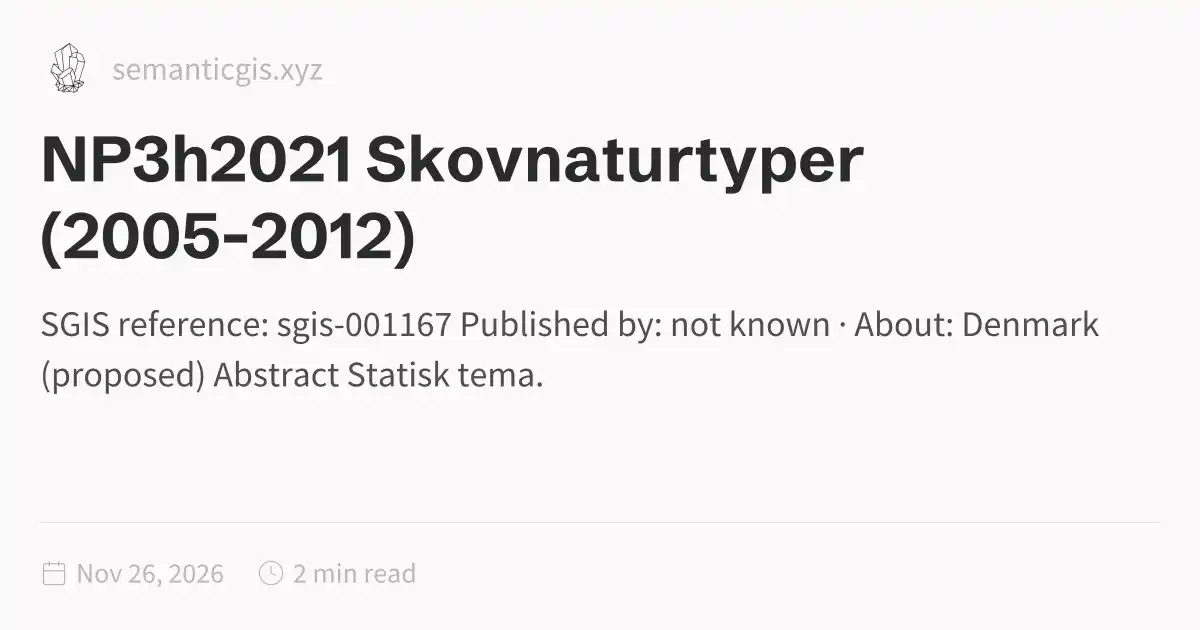 semanticgis.xyz
NP3h2021 Skovnaturtyper
(2005-2012)
SGIS reference: sgis-001167 Published by: not known · About: Denmark
(proposed) Abstract Statisk tema.
Nov 26, 2026 2 min read